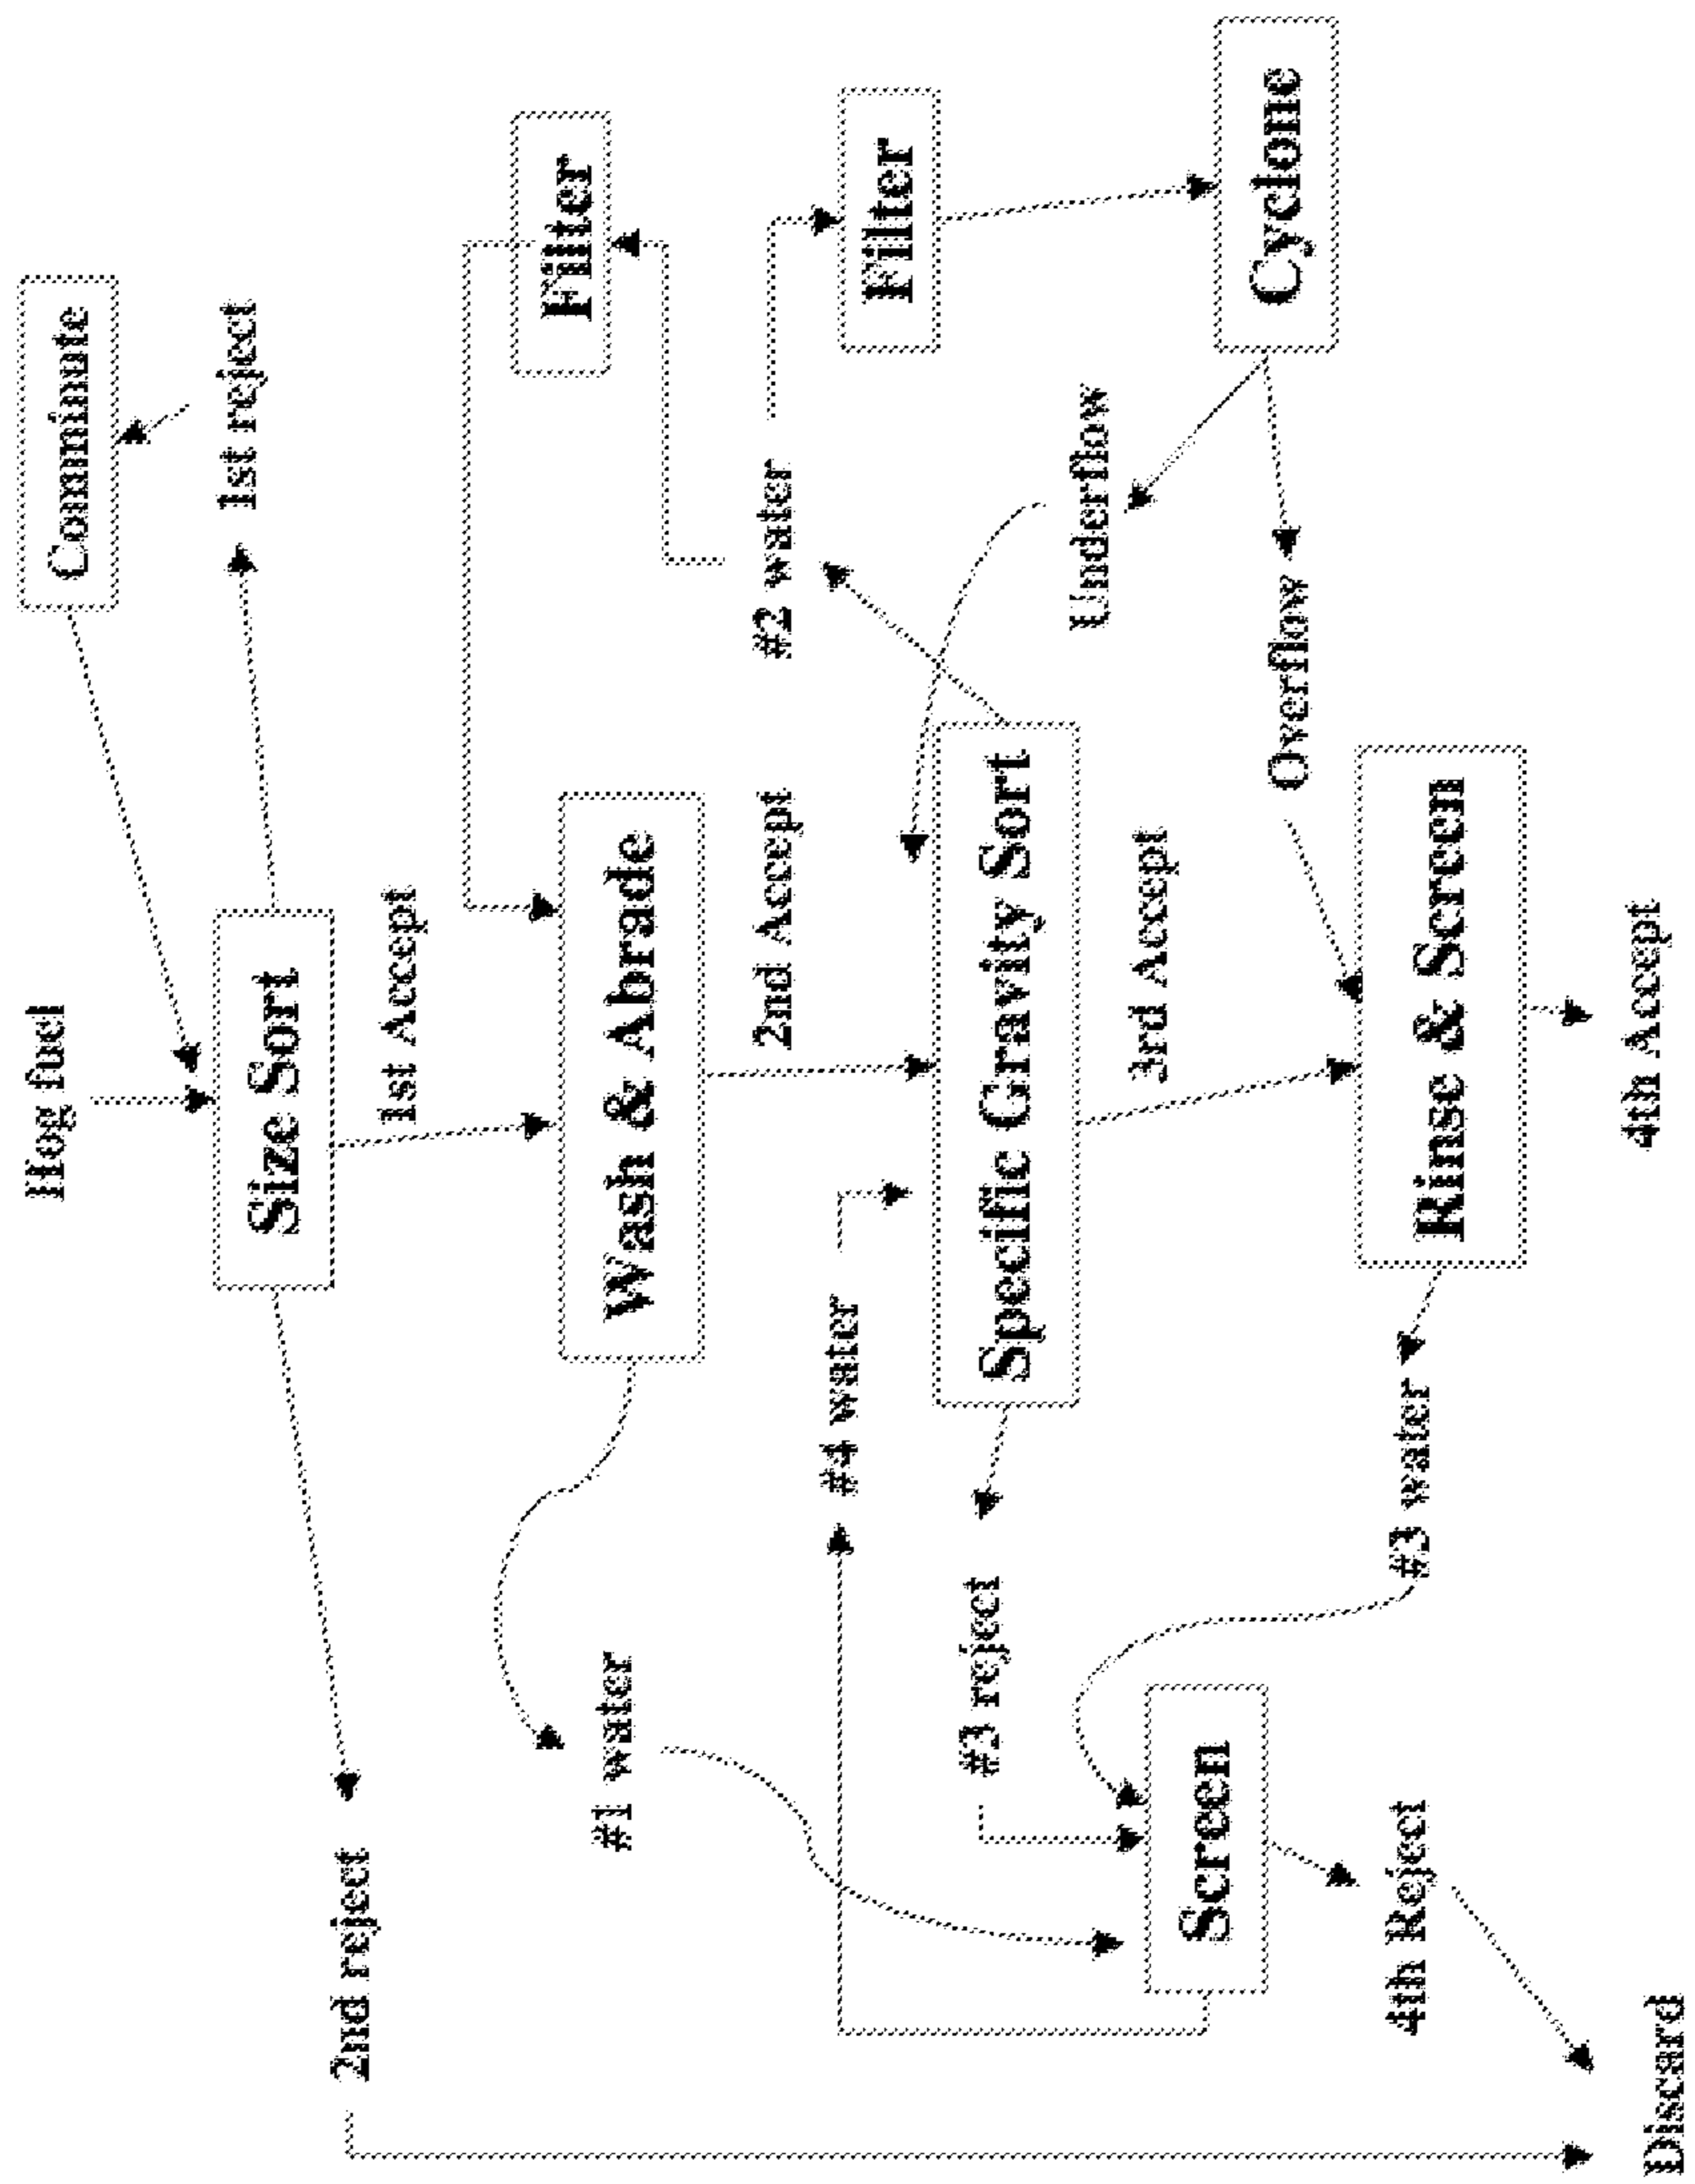 Hog fuel
Comminute
Size Sort
1st reject
2nd reject
1st Accept
Filter
Wash & Abrade
#1 water
2nd Accept
#2 water
#4 water
Filter
Specific Gravity Sort
#3 reject
Underflow
3rd Accept
Screen
Cyclone
Overflow
Rinse & Screen
#3 water
4th Reject
4th Accept
Discard